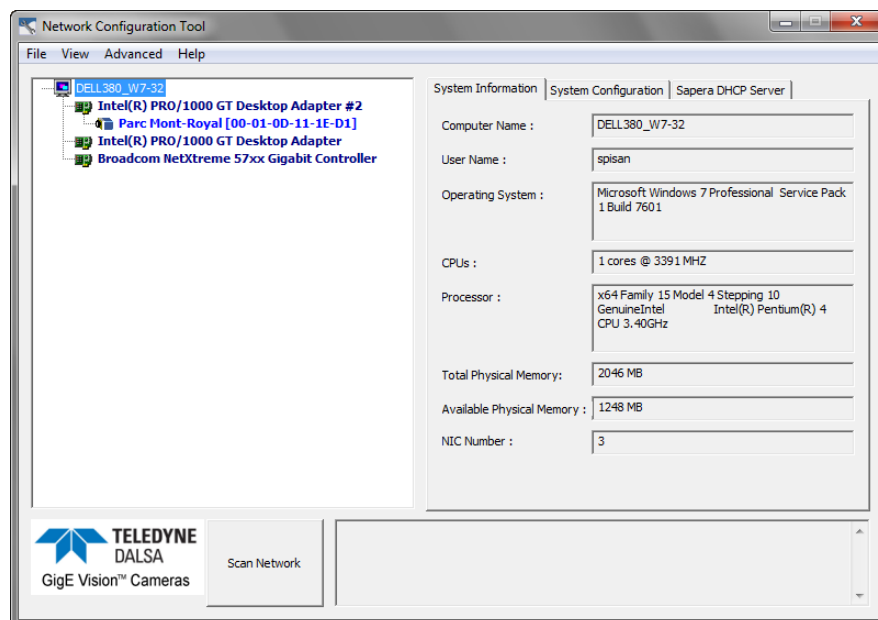 Network Configuration Tool
File View Advanced Help
DELL380_W7-32
Intel(R) PRO/1000 GT Desktop Adapter #2
Parc Mont-Royal [00-01-0D-11-1E-D1]
Intel(R) PRO/1000 GT Desktop Adapter
Broadcom NetXtreme 57xx Gigabit Controller
System Information System Configuration Sapera DHCP Server
Computer Name : DELL380_W7-32
User Name : spisan
Operating System : Microsoft Windows 7 Professional Service Pack
1 Build 7601
CPUs : 1 cores @ 3391 MHZ
Processor : x64 Family 15 Model 4 Stepping 10
GenuineIntel Intel(R) Pentium(R) 4
CPU 3.40GHz
Total Physical Memory: 2046 MB
Available Physical Memory : 1248 MB
NIC Number : 3
TELEDYNE
DALSA
GigE Vision™ Cameras
Scan Network